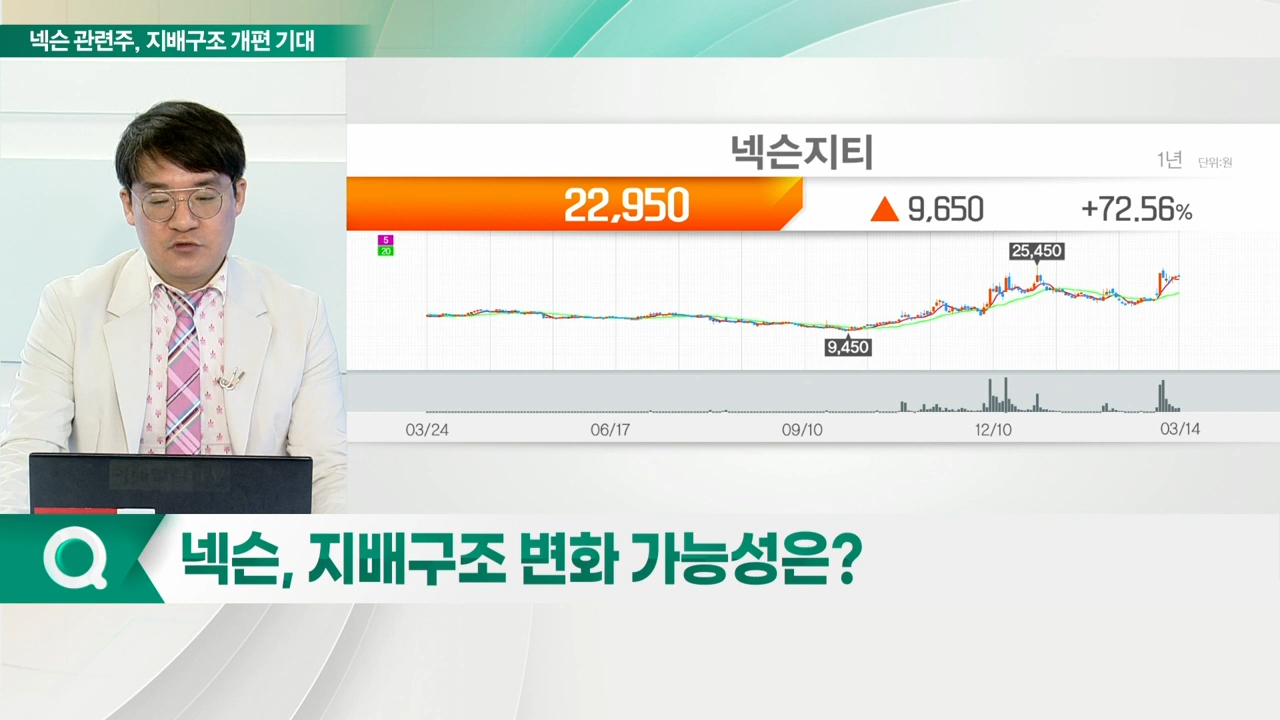 넥슨 관련주, 지배구조 개편 기대
넥슨지티
1년 단위:원
22,950 ▲ 9,650 +72.56%
5
20
25,450
9,450
03/24 06/17 09/10 12/10 03/14
Q 넥슨, 지배구조 변화 가능성은?